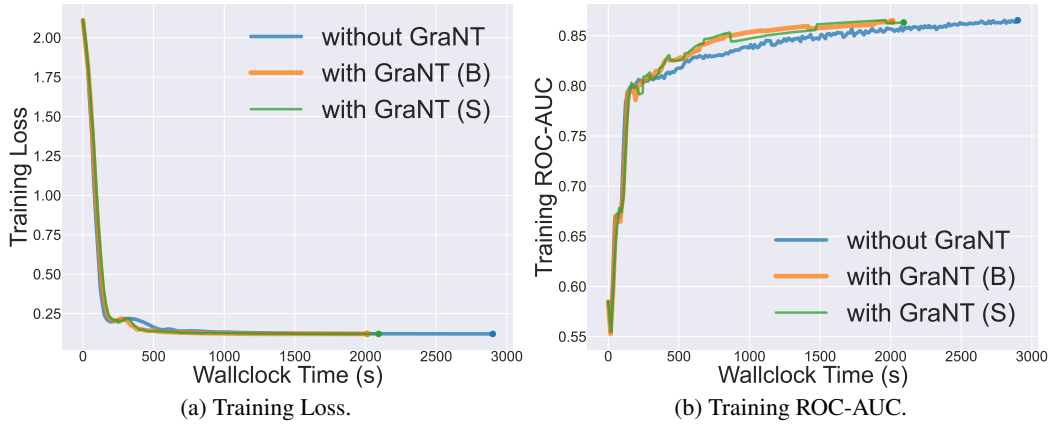 2.00
1.75
1.50
1.25
1.00
0.75
0.50
0.25
Training Loss
without GraNT
with GraNT (B)
with GraNT (S)
0 500 1000 1500 2000 2500 3000
Wallclock Time (s)
(a) Training Loss.
0.85
0.80
0.75
0.70
0.65
0.60
0.55
Training ROC-AUC
without GraNT
with GraNT (B)
with GraNT (S)
0 500 1000 1500 2000 2500 3000
Wallclock Time (s)
(b) Training ROC-AUC.